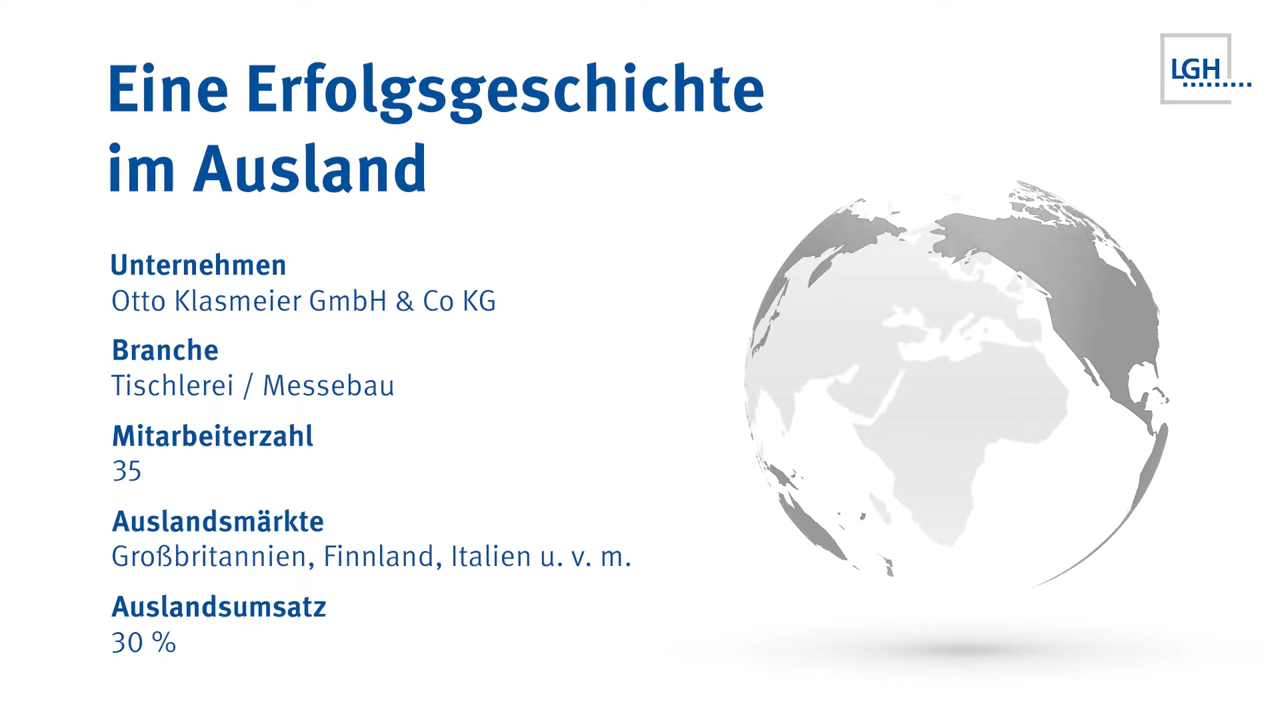 Eine Erfolgsgeschichte
im Ausland
LGH
Unternehmen
Otto Klasmeier GmbH & Co KG
Branche
Tischlerei / Messebau
Mitarbeiterzahl
35
Auslandsmärkte
Großbritannien, Finnland, Italien u. v. m.
Auslandsumsatz
30 %